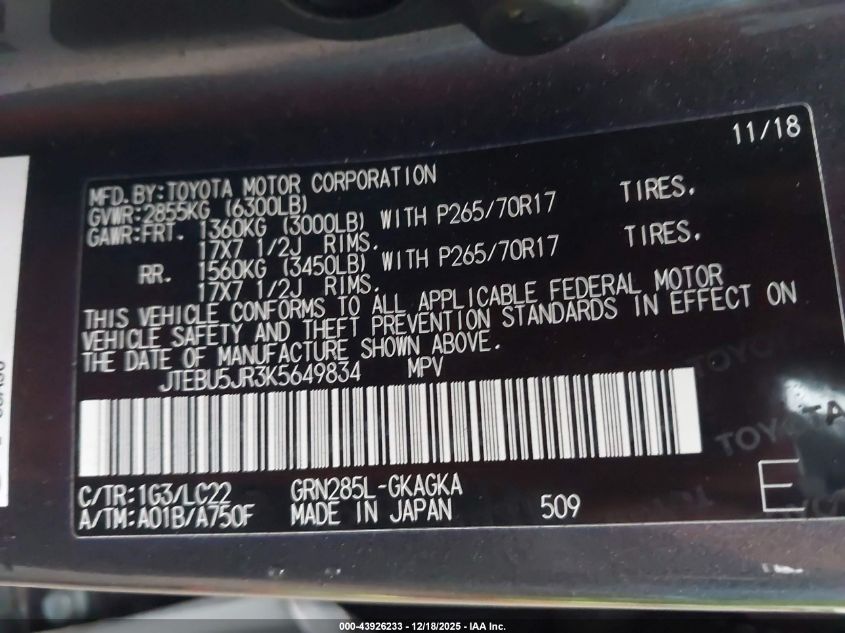 11/18
MFD.BY:TOYOTA MOTOR CORPORATION
GVWR:2855KG (6300LB)
GAWR:FRT. 1360KG (3000LB) WITH P265/70R17 TIRES.
17X7 1/2J RIMS.
RR. 1560KG (3450LB) WITH P265/70R17 TIRES.
17X7 1/2J RIMS.
THIS VEHICLE CONFORMS TO ALL APPLICABLE FEDERAL MOTOR
VEHICLE SAFETY AND THEFT PREVENTION STANDARDS IN EFFECT ON
THE DATE OF MANUFACTURE SHOWN ABOVE.
JTEBU5JR3K5649834 MPV
C/TR:1G3/LC22 GRN285L-GKAGKA
A/TM:A01B/A750F MADE IN JAPAN 509 E
TOYOTA
000-43926233 - 12/18/2025 - IAA Inc.